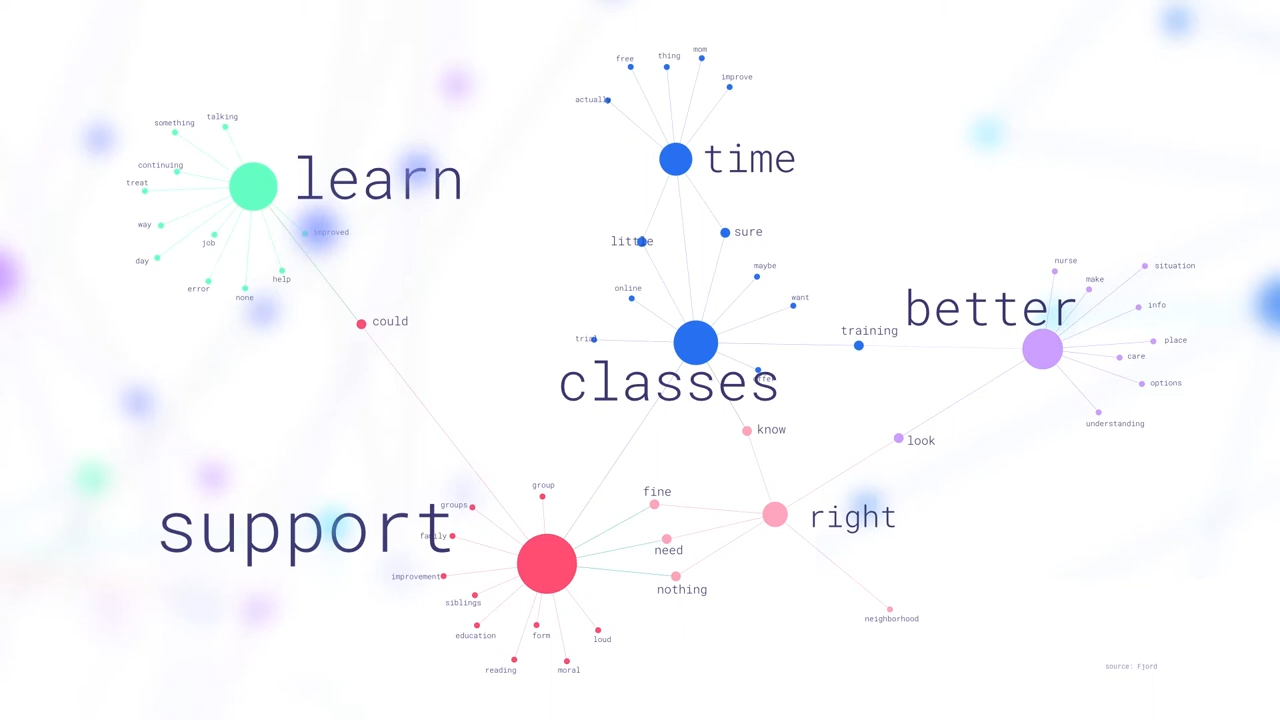 mom
thing
free
improve
actually
talking
something
time
continuing
learn
treat
way
improved
sure
little
job
day
nurse
maybe
situation
help
make
error
online
none
want
info
better
could
training
trial
place
care
offer
classes
options
understanding
know
look
group
fine
groups
right
support
family
need
improvement
nothing
siblings
neighborhood
education
form
loud
reading
moral
source: Fjord